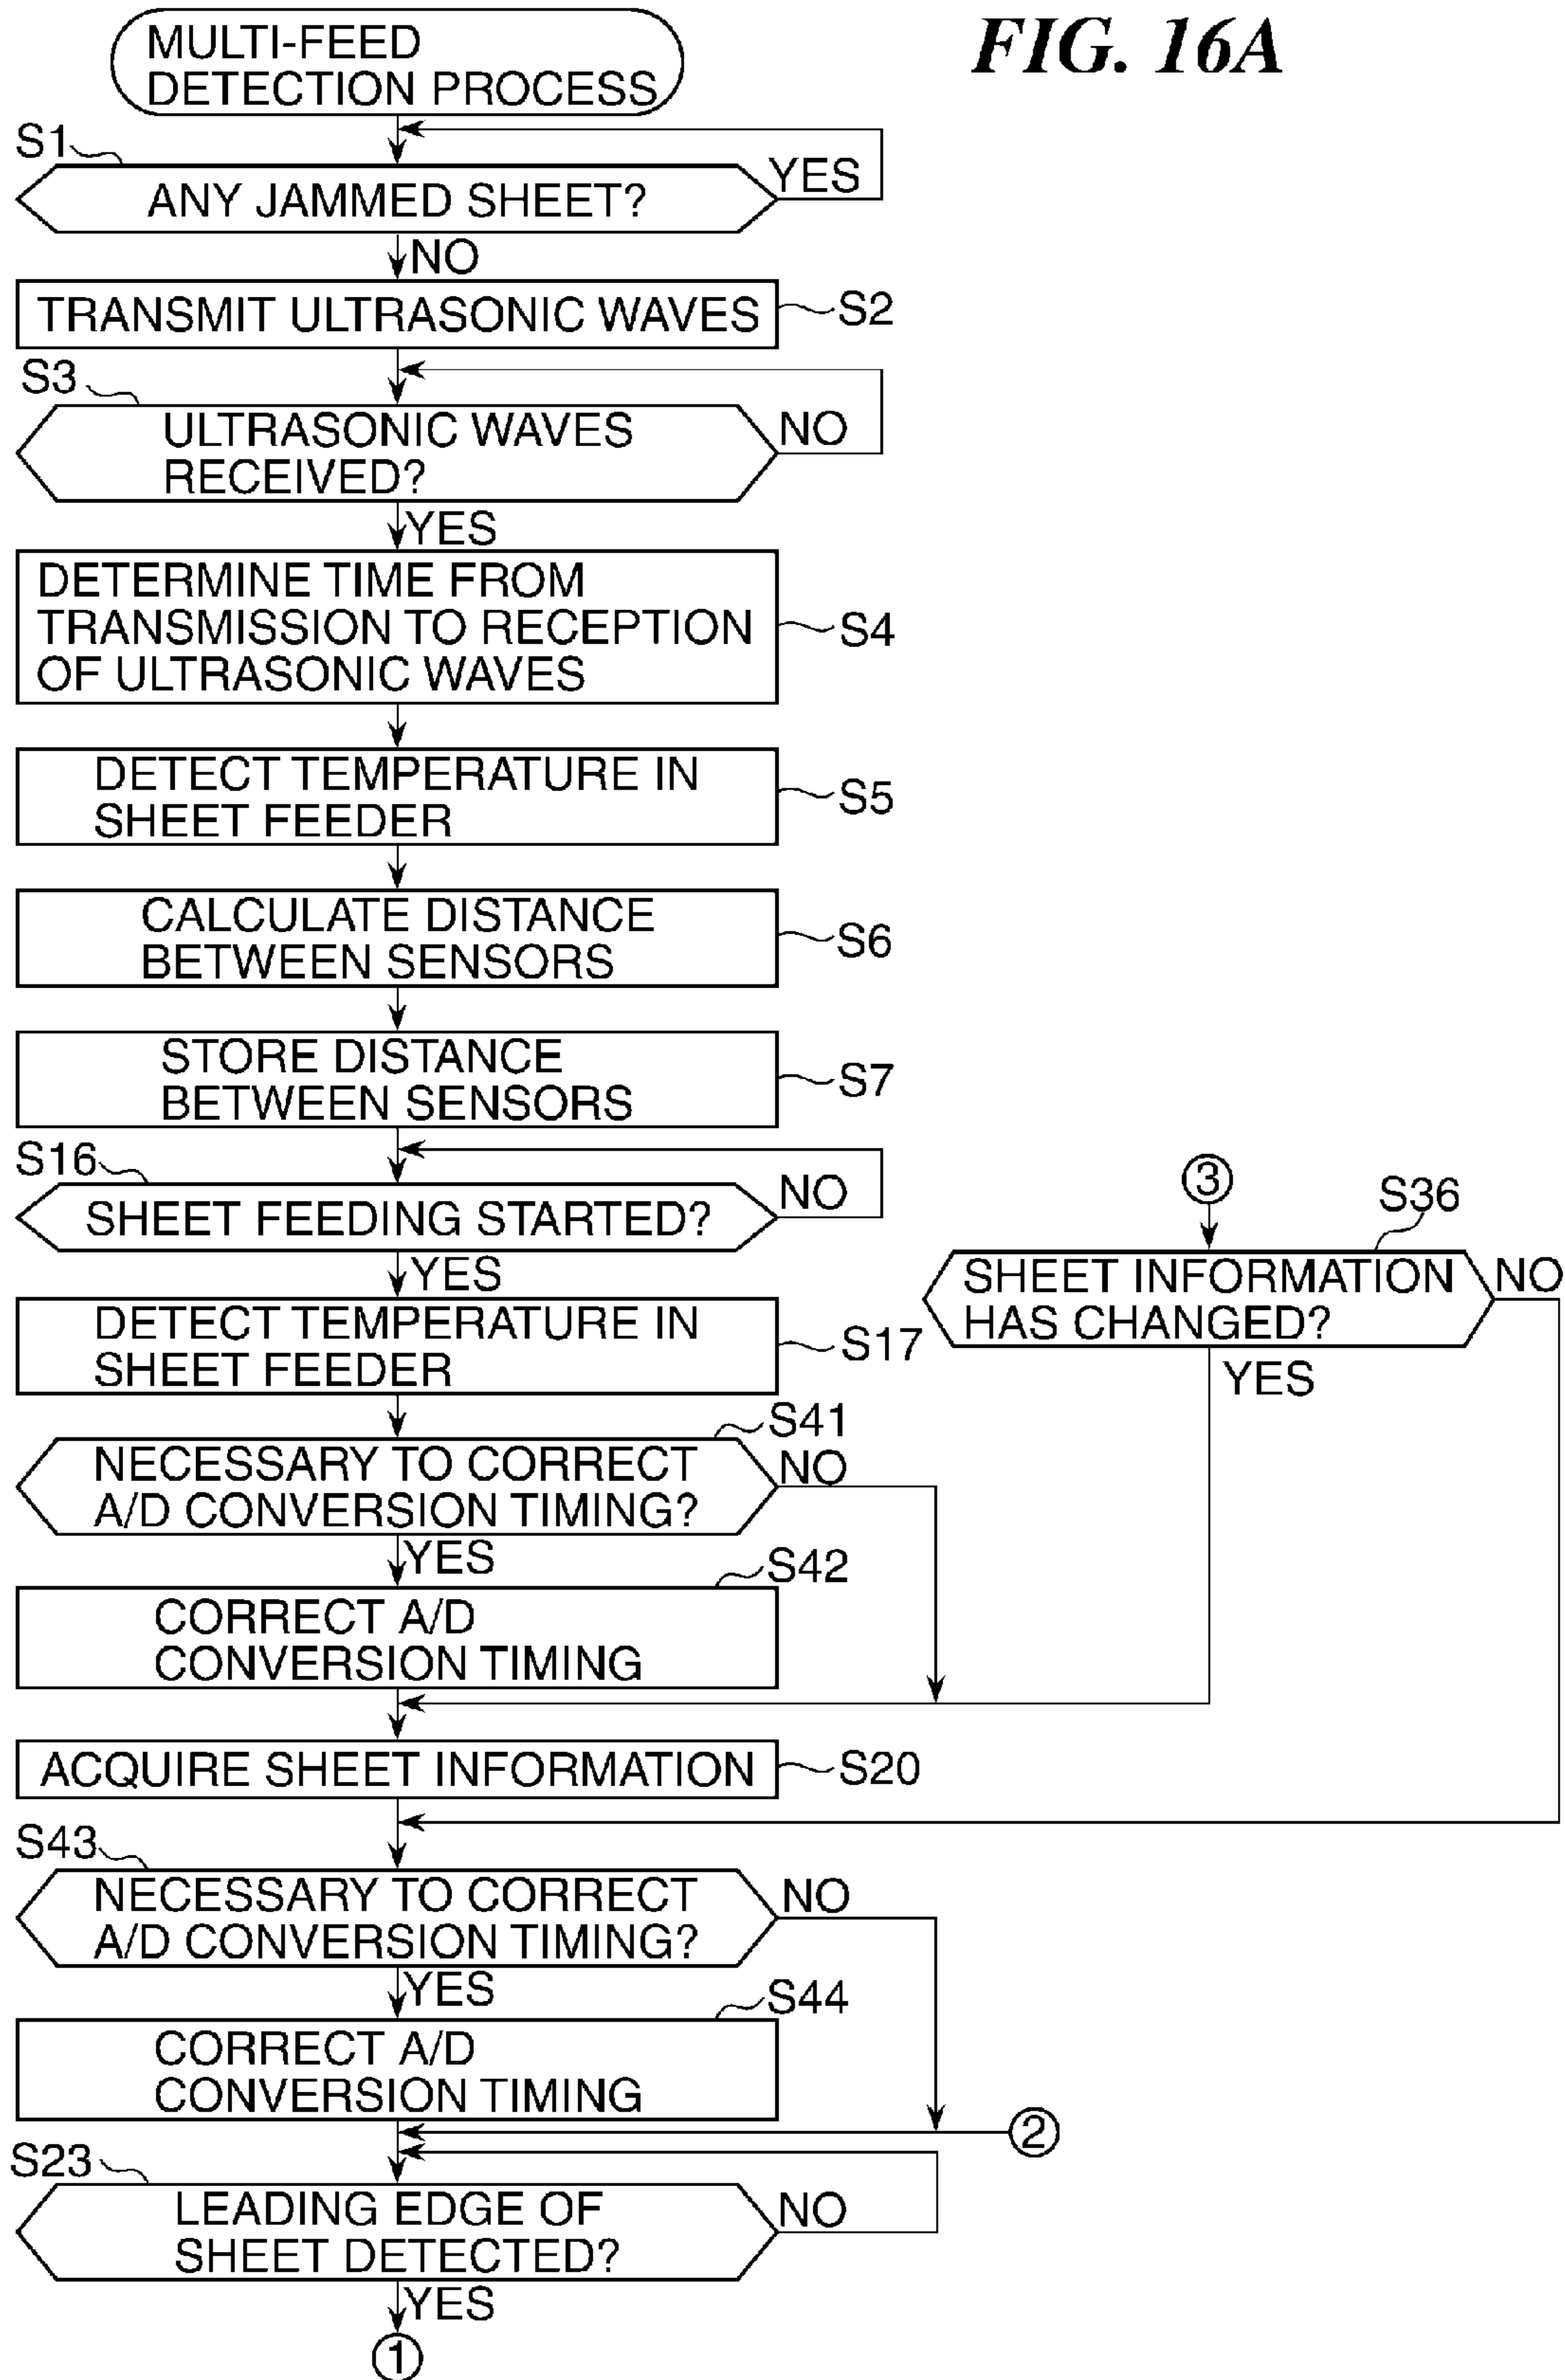 FIG. 16A
MULTI-FEED
DETECTION PROCESS
S1
ANY JAMMED SHEET?
YES
NO
TRANSMIT ULTRASONIC WAVES
S2
S3
ULTRASONIC WAVES
RECEIVED?
NO
YES
DETERMINE TIME FROM
TRANSMISSION TO RECEPTION
OF ULTRASONIC WAVES
S4
DETECT TEMPERATURE IN
SHEET FEEDER
S5
CALCULATE DISTANCE
BETWEEN SENSORS
S6
STORE DISTANCE
BETWEEN SENSORS
S7
S16
SHEET FEEDING STARTED?
NO
YES
3
S36
SHEET INFORMATION
HAS CHANGED?
NO
YES
DETECT TEMPERATURE IN
SHEET FEEDER
S17
S41
NECESSARY TO CORRECT
A/D CONVERSION TIMING?
NO
YES
S42
CORRECT A/D
CONVERSION TIMING
ACQUIRE SHEET INFORMATION
S20
S43
NECESSARY TO CORRECT
A/D CONVERSION TIMING?
NO
YES
S44
CORRECT A/D
CONVERSION TIMING
2
S23
LEADING EDGE OF
SHEET DETECTED?
NO
YES
1